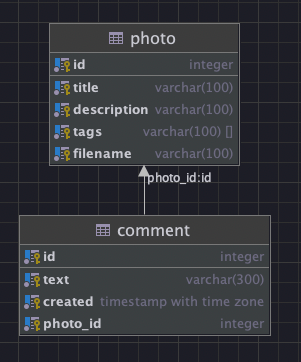 photo
id integer
title varchar(100)
description varchar(100)
tags varchar(100) []
filename varchar(100)
photo_id:id
comment
id integer
text varchar(300)
created timestamp with time zone
photo_id integer